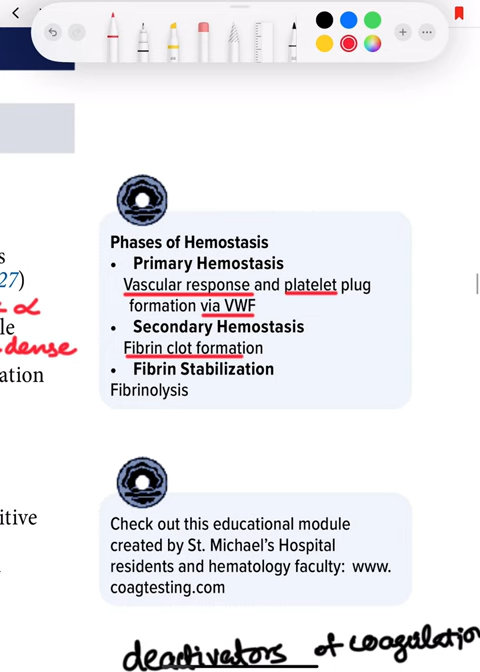 s
27)
α
le
dense
ation
Phases of Hemostasis
• Primary Hemostasis
Vascular response and platelet plug
formation via VWF
• Secondary Hemostasis
Fibrin clot formation
• Fibrin Stabilization
Fibrinolysis
itive
Check out this educational module
created by St. Michael's Hospital
residents and hematology faculty: www.
coagtesting.com
deactivators of coagulation